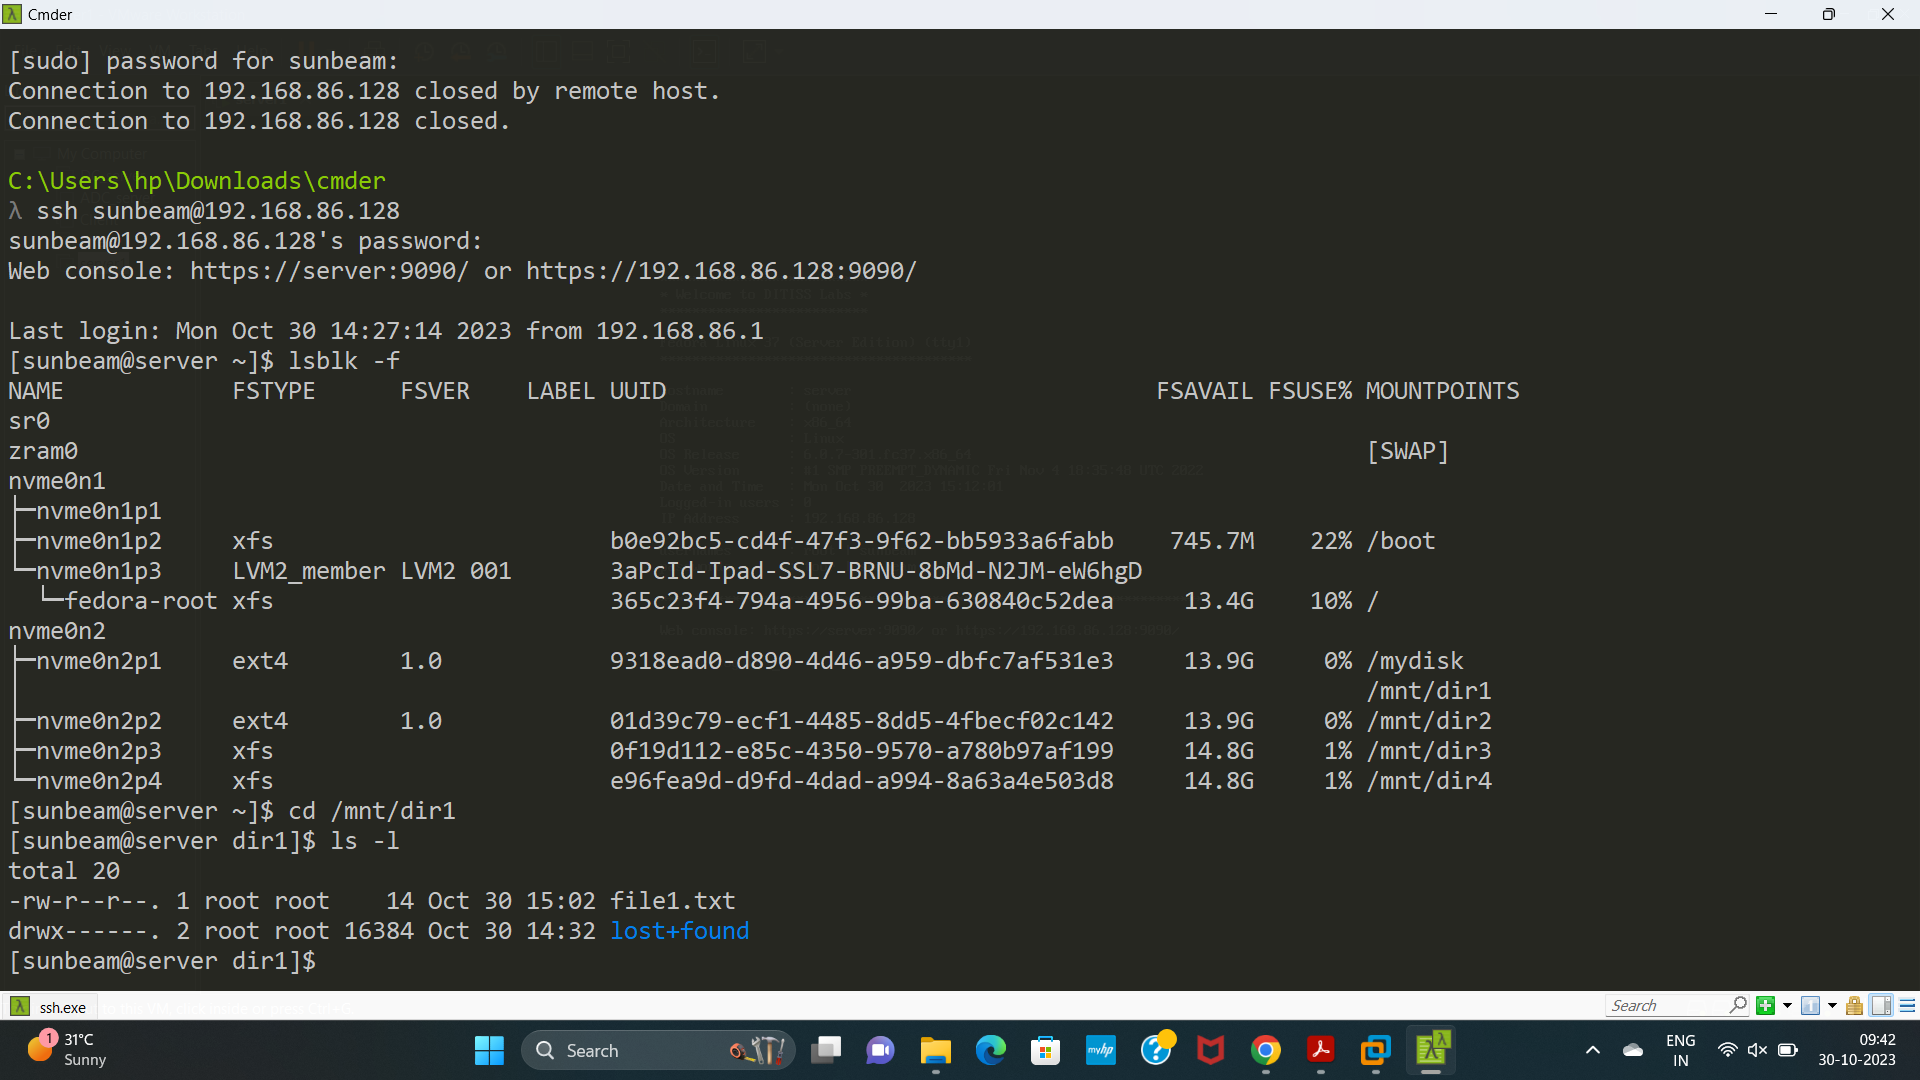 Cmder
[sudo] password for sunbeam:
Connection to 192.168.86.128 closed by remote host.
Connection to 192.168.86.128 closed.
My Computer
C:\Users\hp\Downloads\cmder
λ ssh sunbeam@192.168.86.128
sunbeam@192.168.86.128's password:
Web console: https://server:9090/ or https://192.168.86.128:9090/
Last login: Mon Oct 30 14:27:14 2023 from 192.168.86.1
[sunbeam@server ~]$ lsblk -f
NAME FSTYPE FSVER LABEL UUID FSAVAIL FSUSE% MOUNTPOINTS
sr0
zram0 [SWAP]
nvme0n1
├─nvme0n1p1
├─nvme0n1p2 xfs b0e92bc5-cd4f-47f3-9f62-bb5933a6fabb 745.7M 22% /boot
└─nvme0n1p3 LVM2_member LVM2 001 3aPcId-Ipad-SSL7-BRNU-8bMd-N2JM-eW6hgD
└─fedora-root xfs 365c23f4-794a-4956-99ba-630840c52dea 13.4G 10% /
nvme0n2
├─nvme0n2p1 ext4 1.0 9318ead0-d890-4d46-a959-dbfc7af531e3 13.9G 0% /mydisk
/mnt/dir1
├─nvme0n2p2 ext4 1.0 01d39c79-ecf1-4485-8dd5-4fbecf02c142 13.9G 0% /mnt/dir2
├─nvme0n2p3 xfs 0f19d112-e85c-4350-9570-a780b97af199 14.8G 1% /mnt/dir3
└─nvme0n2p4 xfs e96fea9d-d9fd-4dad-a994-8a63a4e503d8 14.8G 1% /mnt/dir4
[sunbeam@server ~]$ cd /mnt/dir1
[sunbeam@server dir1]$ ls -l
total 20
-rw-r--r--. 1 root root 14 Oct 30 15:02 file1.txt
drwx------. 2 root root 16384 Oct 30 14:32 lost+found
[sunbeam@server dir1]$
λ ssh.exe Search
1 31°C
Sunny
Search
myhp
ENG
IN
09:42
30-10-2023